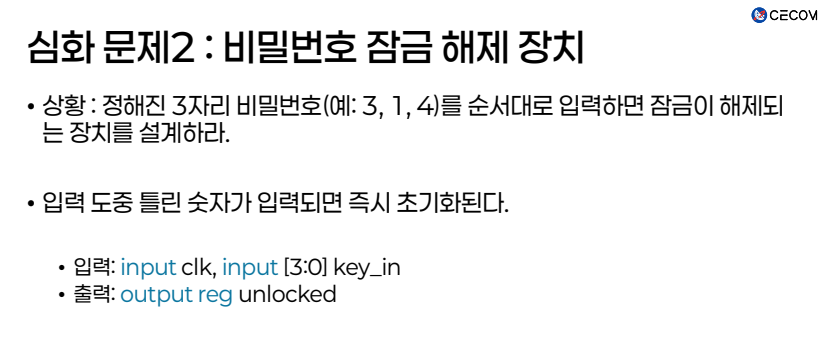 CECOM
심화 문제2 : 비밀번호 잠금 해제 장치
• 상황 : 정해진 3자리 비밀번호(예: 3, 1, 4)를 순서대로 입력하면 잠금이 해제되
는 장치를 설계하라.
• 입력 도중 틀린 숫자가 입력되면 즉시 초기화된다.
• 입력: input clk, input [3:0] key_in
• 출력: output reg unlocked